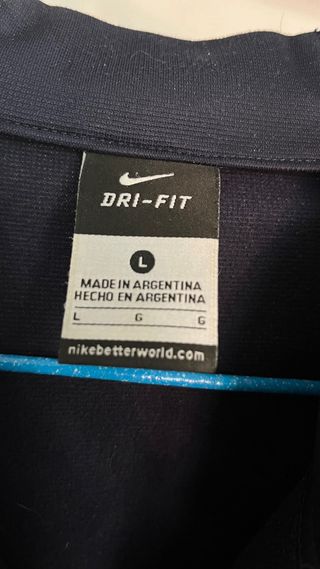 DRI-FIT
L
MADE IN ARGENTINA
HECHO EN ARGENTINA
L G G
nikebetterworld.com